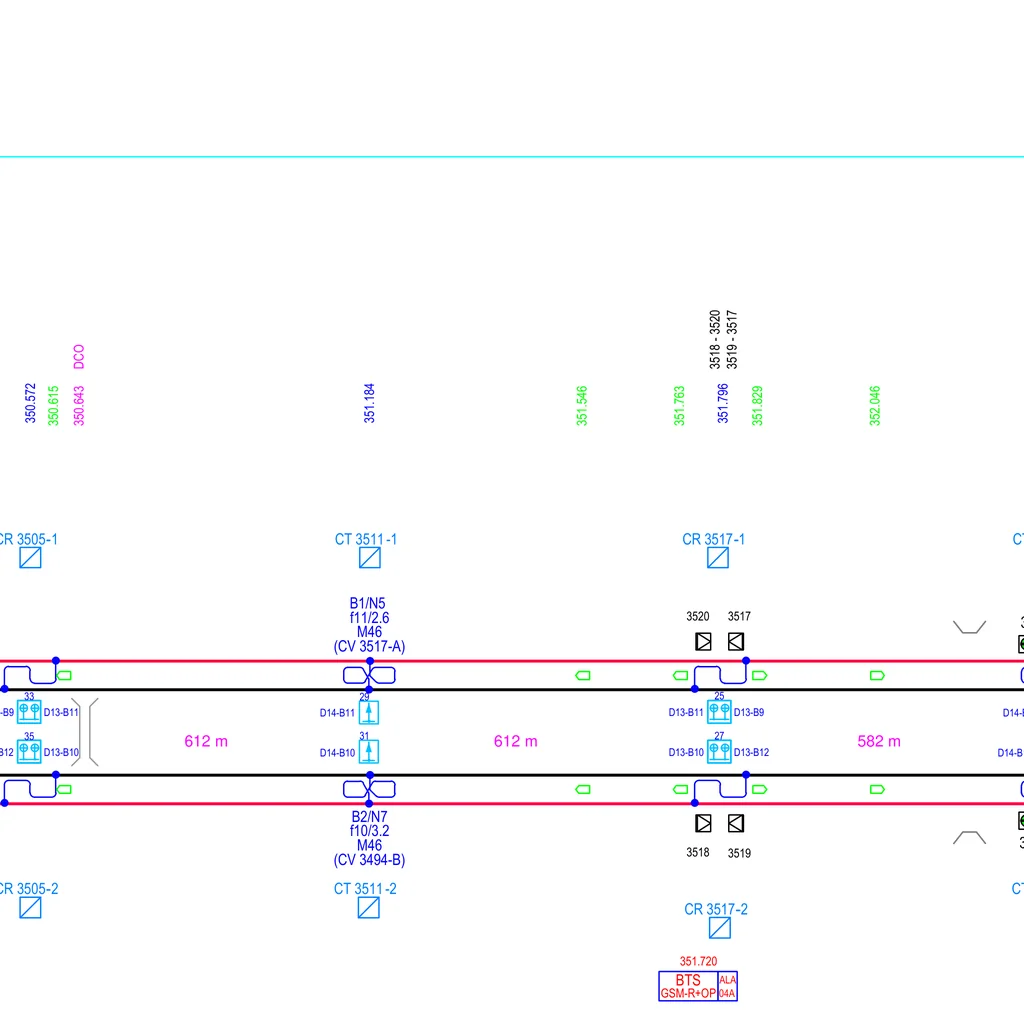 3518 - 3520
3519 - 3517
DCO
350.572
350.615
350.643
351.184
351.546
351.763
351.796
351.829
352.046
CR 3505-1
CT 3511-1
CR 3517-1
B1/N5
f11/2.6
M46
(CV 3517-A)
3520
3517
33
29
25
D13-B11
D14-B11
D13-B11
D13-B9
35
31
27
612 m
612 m
582 m
D13-B10
D14-B10
D13-B10
D13-B12
B2/N7
f10/3.2
M46
(CV 3494-B)
3518
3519
CR 3505-2
CT 3511-2
CR 3517-2
351.720
BTS
GSM-R+OP
ALA
04A